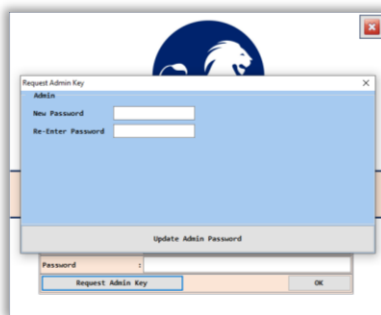 Request Admin Key
Admin
New Password
Re-Enter Password
Update Admin Password
Password :
Request Admin Key OK